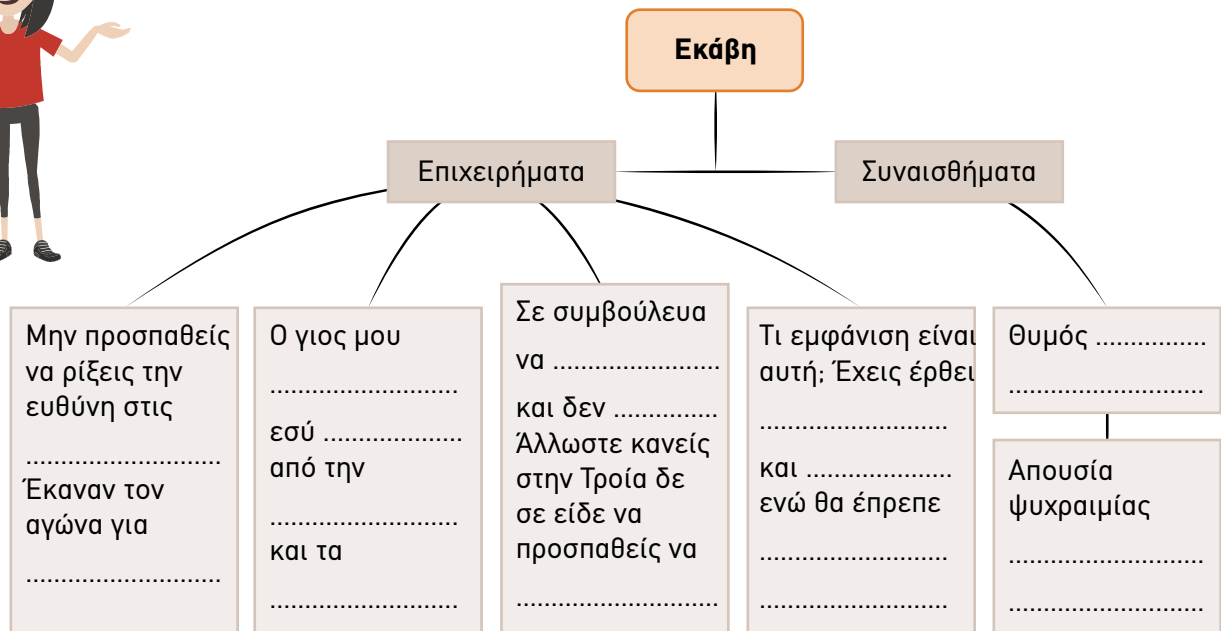 Εκάβη
Επιχειρήματα
Συναισθήματα
Μην προσπαθείς
να ρίξεις την
ευθύνη στις
............................
Έκαναν τον
αγώνα για
............................
Ο γιος μου
...........................
εσύ ....................
από την
...........................
και τα
...........................
Σε συμβούλευα
να ........................
και δεν ...............
Άλλωστε κανείς
στην Τροία δε
σε είδε να
προσπαθείς να
.............................
Τι εμφάνιση είναι
αυτή; Έχεις έρθει
...........................
και .....................
ενώ θα έπρεπε
...........................
...........................
Θυμός ................
............................
Απουσία
ψυχραιμίας
............................
............................